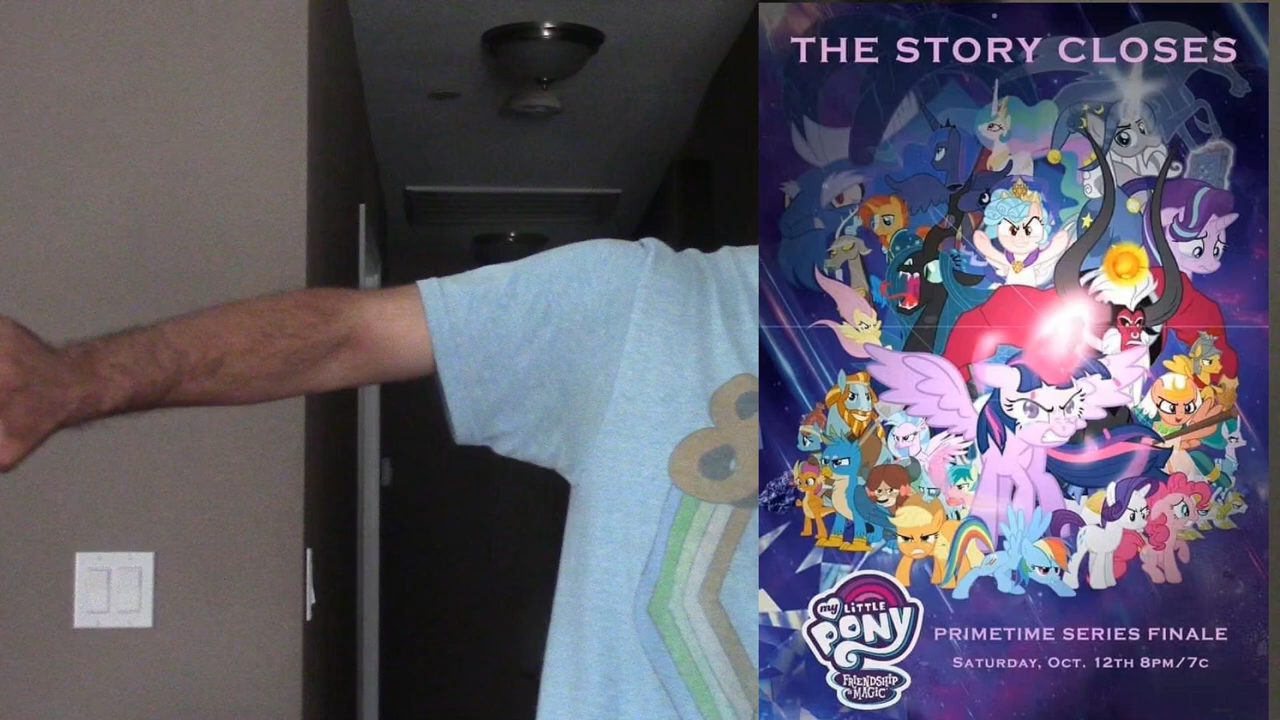 THE STORY CLOSES
my LiTTLE
PONY
FRIENDSHIP
is MAGIC
PRIMETIME SERIES FINALE
SATURDAY, OCT. 12TH 8PM/7C